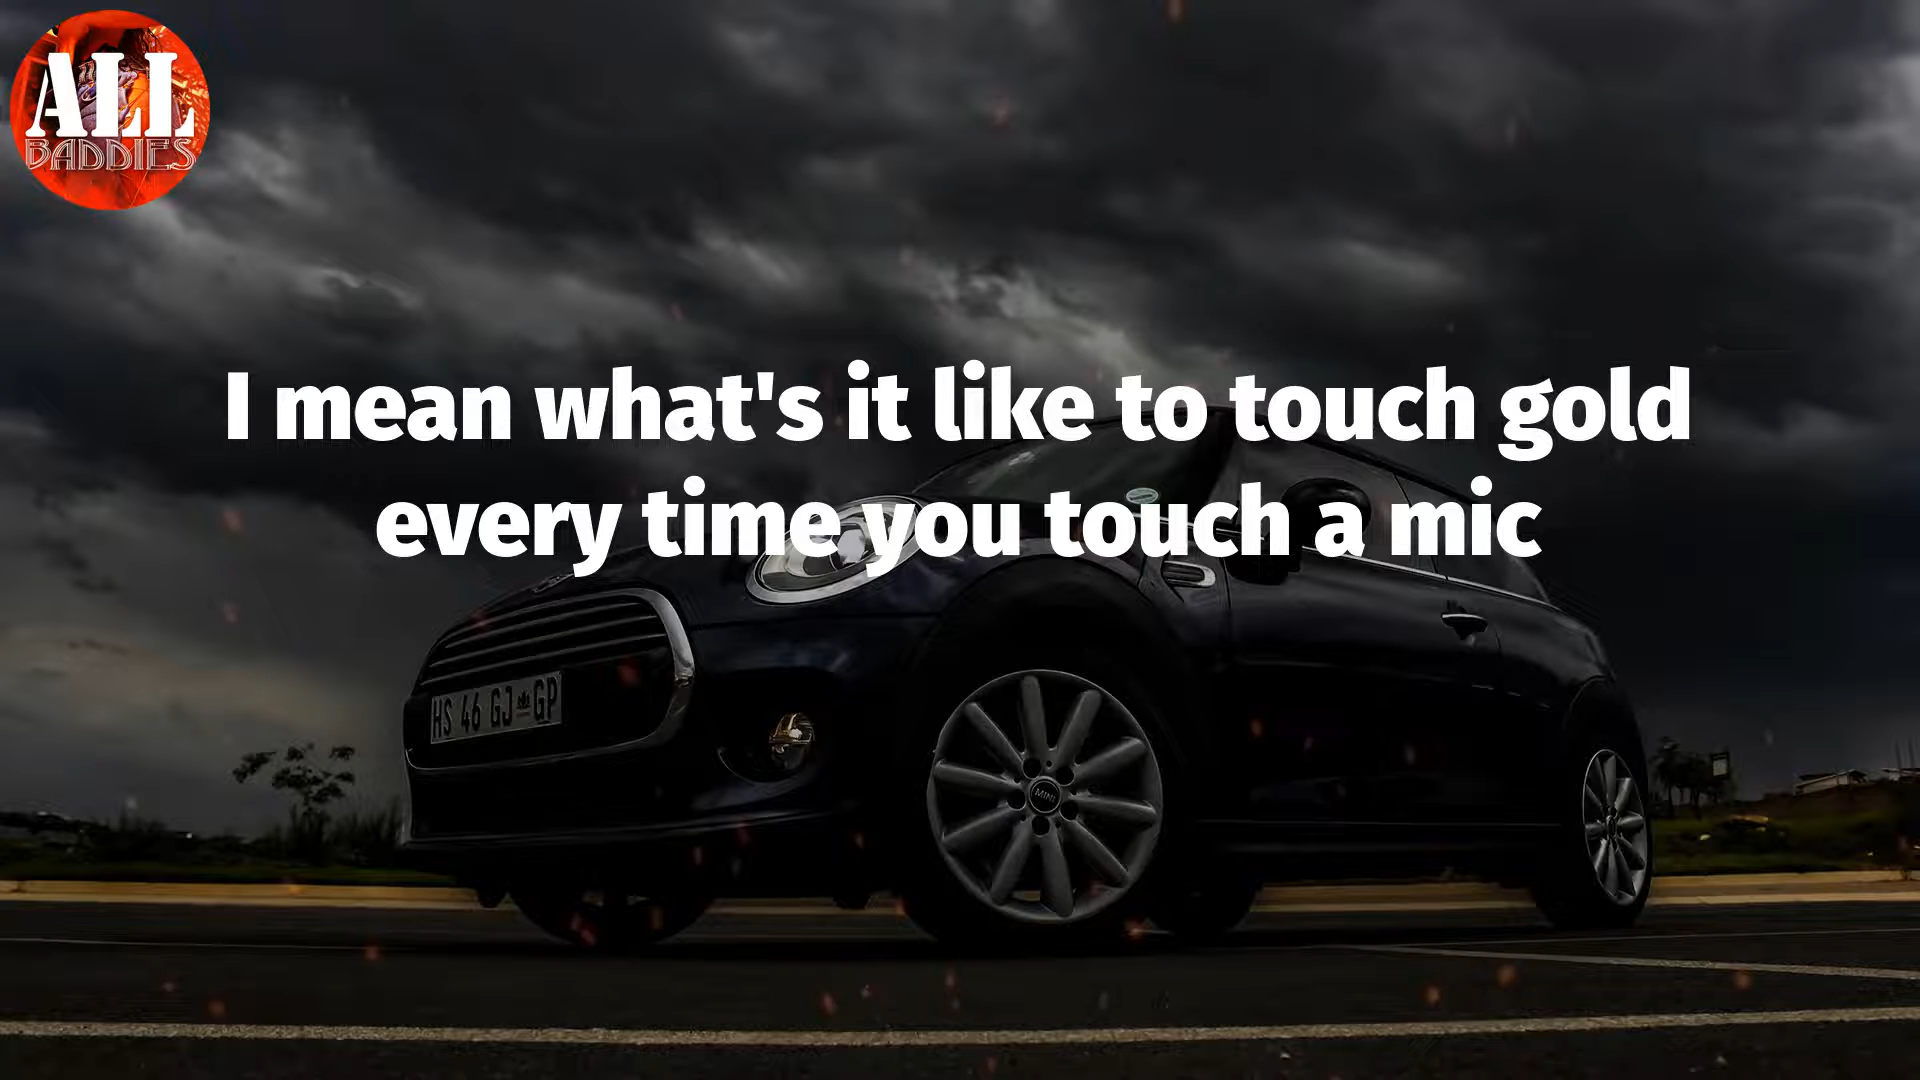 ALL
BADDIES
I mean what's it like to touch gold
every time you touch a mic
HS 46 GJ GP
MINI